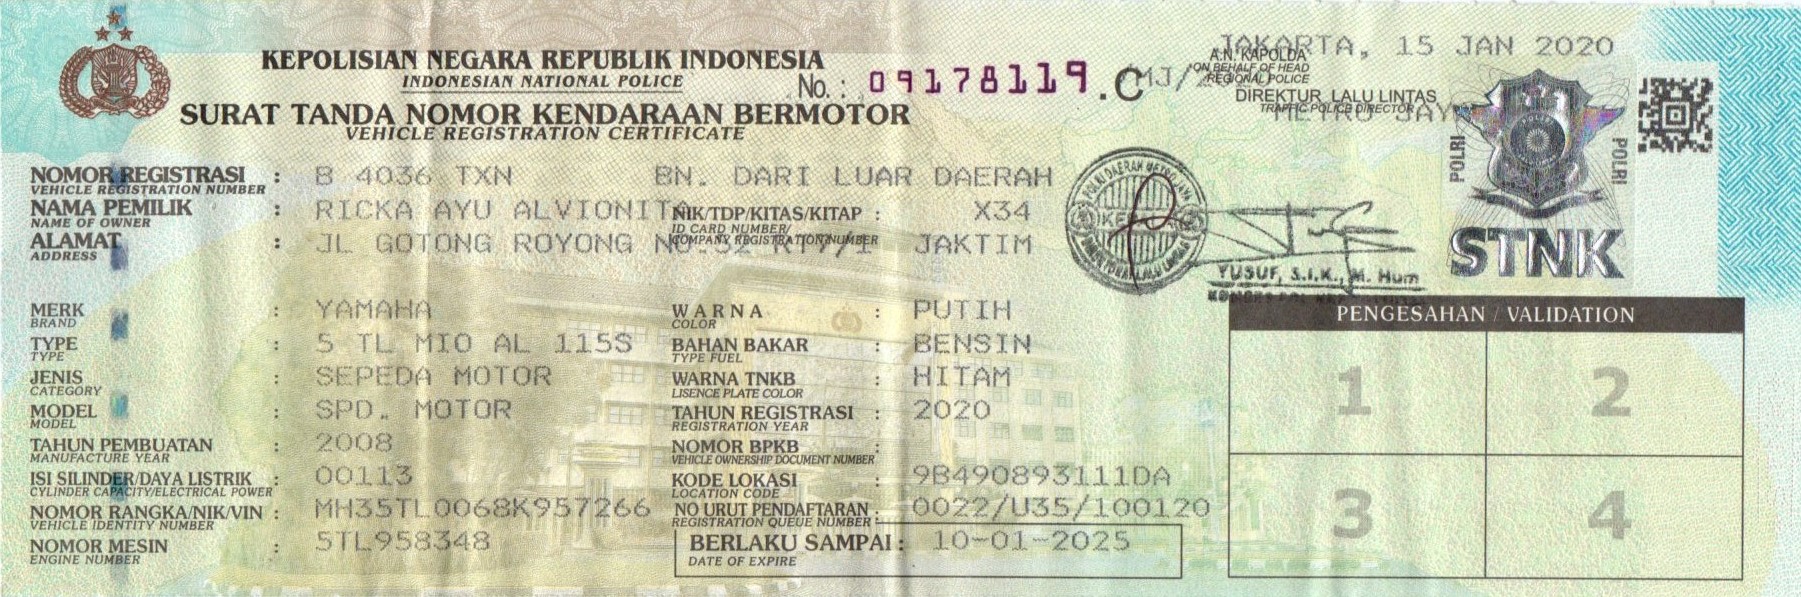 KEPOLISIAN NEGARA REPUBLIK INDONESIA
INDONESIAN NATIONAL POLICE
SURAT TANDA NOMOR KENDARAAN BERMOTOR
VEHICLE REGISTRATION CERTIFICATE
No.: 09178119.C
JAKARTA, 15 JAN 2020
A.N. KAPOLDA
ON BEHALF OF HEAD
REGIONAL POLICE
MJ/
DIREKTUR LALU LINTAS
TRAFFIC POLICE DIRECTOR
METRO JAYA
POLRI
POLRI
STNK
NOMOR REGISTRASI : B 4036 TXN BN. DARI LUAR DAERAH
VEHICLE REGISTRATION NUMBER
NAMA PEMILIK : RICKA AYU ALVIONITA NIK/TDP/KITAS/KITAP : X34
NAME OF OWNER ID CARD NUMBER/
COMPANY REGISTRATION NUMBER
ALAMAT : JL GOTONG ROYONG NO.32 RT7/1 JAKTIM
ADDRESS
YUSUF, S.I.K., M. Hum
MERK : YAMAHA WARNA : PUTIH
BRAND COLOR
TYPE : 5 TL MIO AL 115S BAHAN BAKAR : BENSIN
TYPE TYPE FUEL
JENIS : SEPEDA MOTOR WARNA TNKB : HITAM
CATEGORY LISENCE PLATE COLOR
MODEL : SPD. MOTOR TAHUN REGISTRASI : 2020
MODEL REGISTRATION YEAR
TAHUN PEMBUATAN : 2008 NOMOR BPKB :
MANUFACTURE YEAR VEHICLE OWNERSHIP DOCUMENT NUMBER
ISI SILINDER/DAYA LISTRIK : 00113 KODE LOKASI : 9B490893111DA
CYLINDER CAPACITY/ELECTRICAL POWER LOCATION CODE
NOMOR RANGKA/NIK/VIN : MH35TL0068K957266 NO URUT PENDAFTARAN : 0022/U35/100120
VEHICLE IDENTITY NUMBER REGISTRATION QUEUE NUMBER
NOMOR MESIN : 5TL958348 BERLAKU SAMPAI : 10-01-2025
ENGINE NUMBER DATE OF EXPIRE
PENGESAHAN / VALIDATION
1 2
3 4